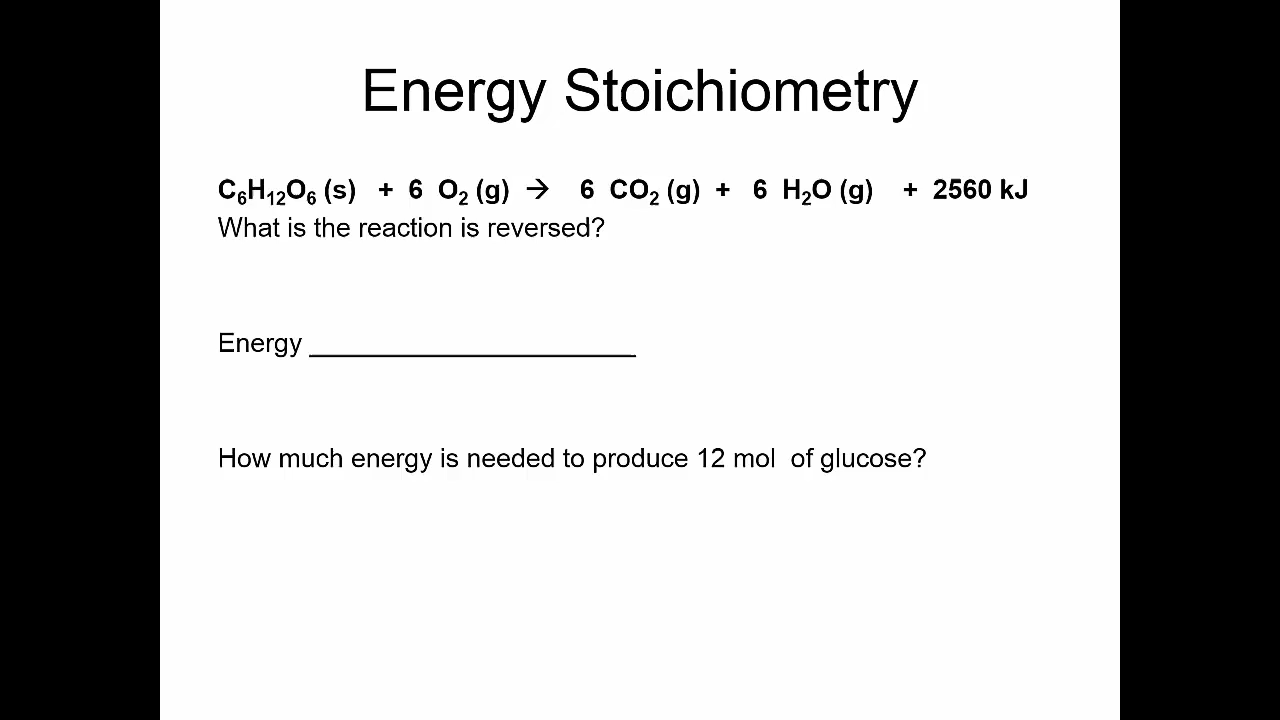 Energy Stoichiometry
C₆H₁₂O₆ (s) + 6 O₂ (g) → 6 CO₂ (g) + 6 H₂O (g) + 2560 kJ
What is the reaction is reversed?
Energy ______________________
How much energy is needed to produce 12 mol of glucose?